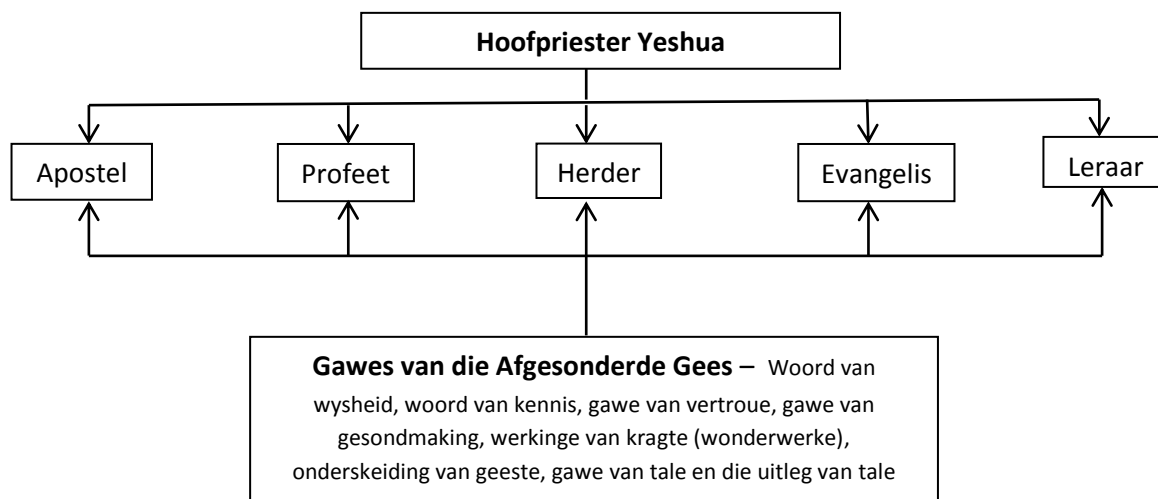 Hoofpriester Yeshua
Apostel
Profeet
Herder
Evangelis
Leraar
Gawes van die Afgesonderde Gees – Woord van
wysheid, woord van kennis, gawe van vertroue, gawe van
gesondmaking, werkinge van kragte (wonderwerke),
onderskeiding van geeste, gawe van tale en die uitleg van tale